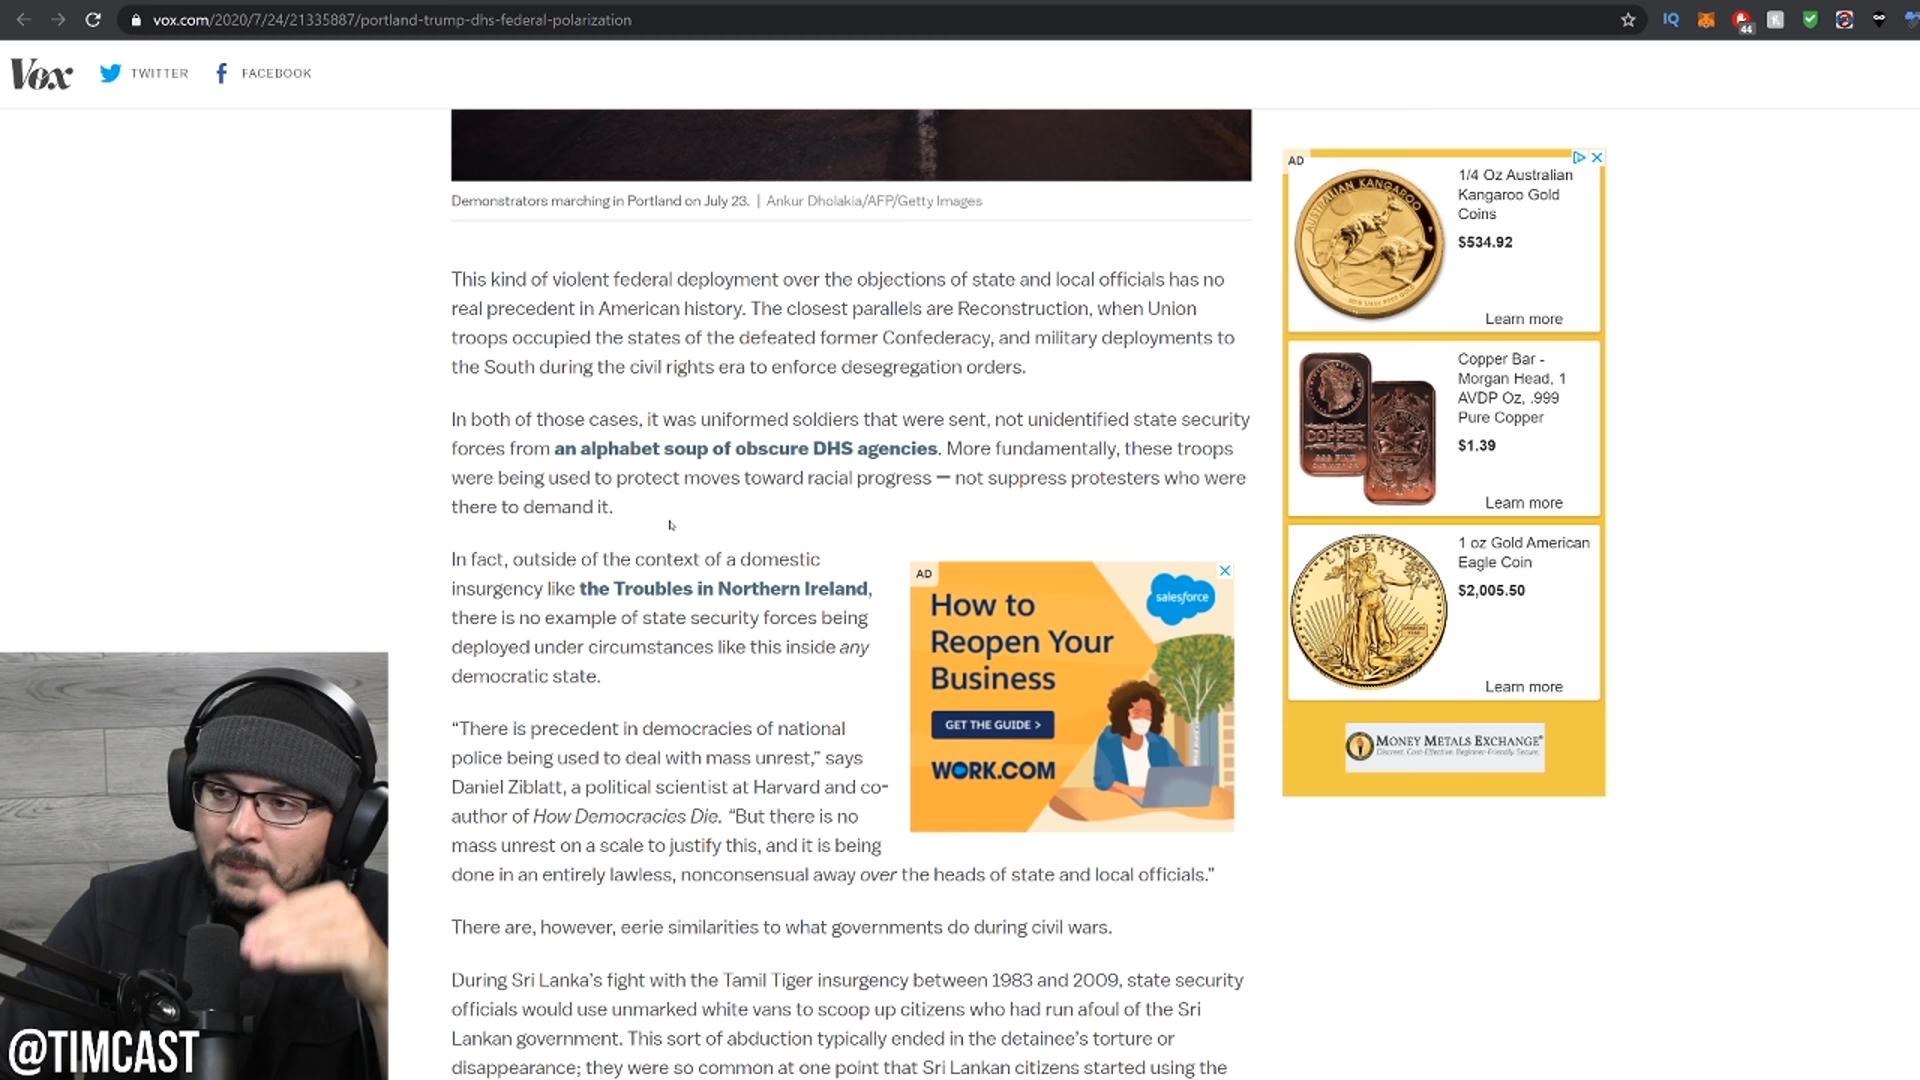 vox.com/2020/7/24/21335887/portland-trump-dhs-federal-polarization
IQ
44
Vox
TWITTER
FACEBOOK
Demonstrators marching in Portland on July 23. | Ankur Dholakia/AFP/Getty Images
This kind of violent federal deployment over the objections of state and local officials has no
real precedent in American history. The closest parallels are Reconstruction, when Union
troops occupied the states of the defeated former Confederacy, and military deployments to
the South during the civil rights era to enforce desegregation orders.
In both of those cases, it was uniformed soldiers that were sent, not unidentified state security
forces from an alphabet soup of obscure DHS agencies. More fundamentally, these troops
were being used to protect moves toward racial progress — not suppress protesters who were
there to demand it.
In fact, outside of the context of a domestic
insurgency like the Troubles in Northern Ireland,
there is no example of state security forces being
deployed under circumstances like this inside any
democratic state.
“There is precedent in democracies of national
police being used to deal with mass unrest,” says
Daniel Ziblatt, a political scientist at Harvard and co-
author of How Democracies Die. “But there is no
mass unrest on a scale to justify this, and it is being
done in an entirely lawless, nonconsensual away over the heads of state and local officials.”
There are, however, eerie similarities to what governments do during civil wars.
During Sri Lanka’s fight with the Tamil Tiger insurgency between 1983 and 2009, state security
officials would use unmarked white vans to scoop up citizens who had run afoul of the Sri
Lankan government. This sort of abduction typically ended in the detainee’s torture or
disappearance; they were so common at one point that Sri Lankan citizens started using the
AD
How to
Reopen Your
Business
GET THE GUIDE >
WORK.COM
salesforce
AD
AUSTRALIAN KANGAROO
1/4 Oz Australian
Kangaroo Gold
Coins
$534.92
Learn more
COPPER
Copper Bar -
Morgan Head, 1
AVDP Oz, .999
Pure Copper
$1.39
Learn more
LIBERTY
1 oz Gold American
Eagle Coin
$2,005.50
Learn more
MONEY METALS EXCHANGE®
Discreet. Cost-Effective. Beginner-Friendly. Secure.
@TIMCAST